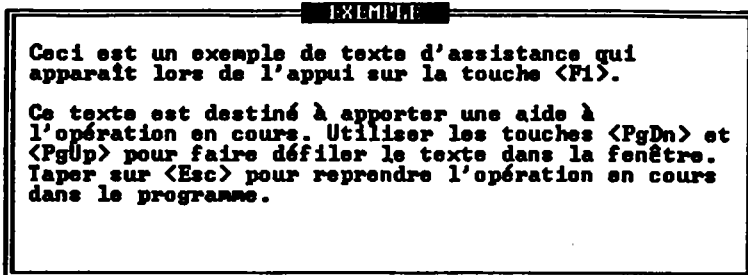 EXEMPLE
Ceci est un exemple de texte d'assistance qui
apparaît lors de l'appui sur la touche <F1>.
Ce texte est destiné à apporter une aide à
l'opération en cours. Utiliser les touches <PgDn> et
<PgUp> pour faire défiler le texte dans la fenêtre.
Taper sur <Esc> pour reprendre l'opération en cours
dans le programme.